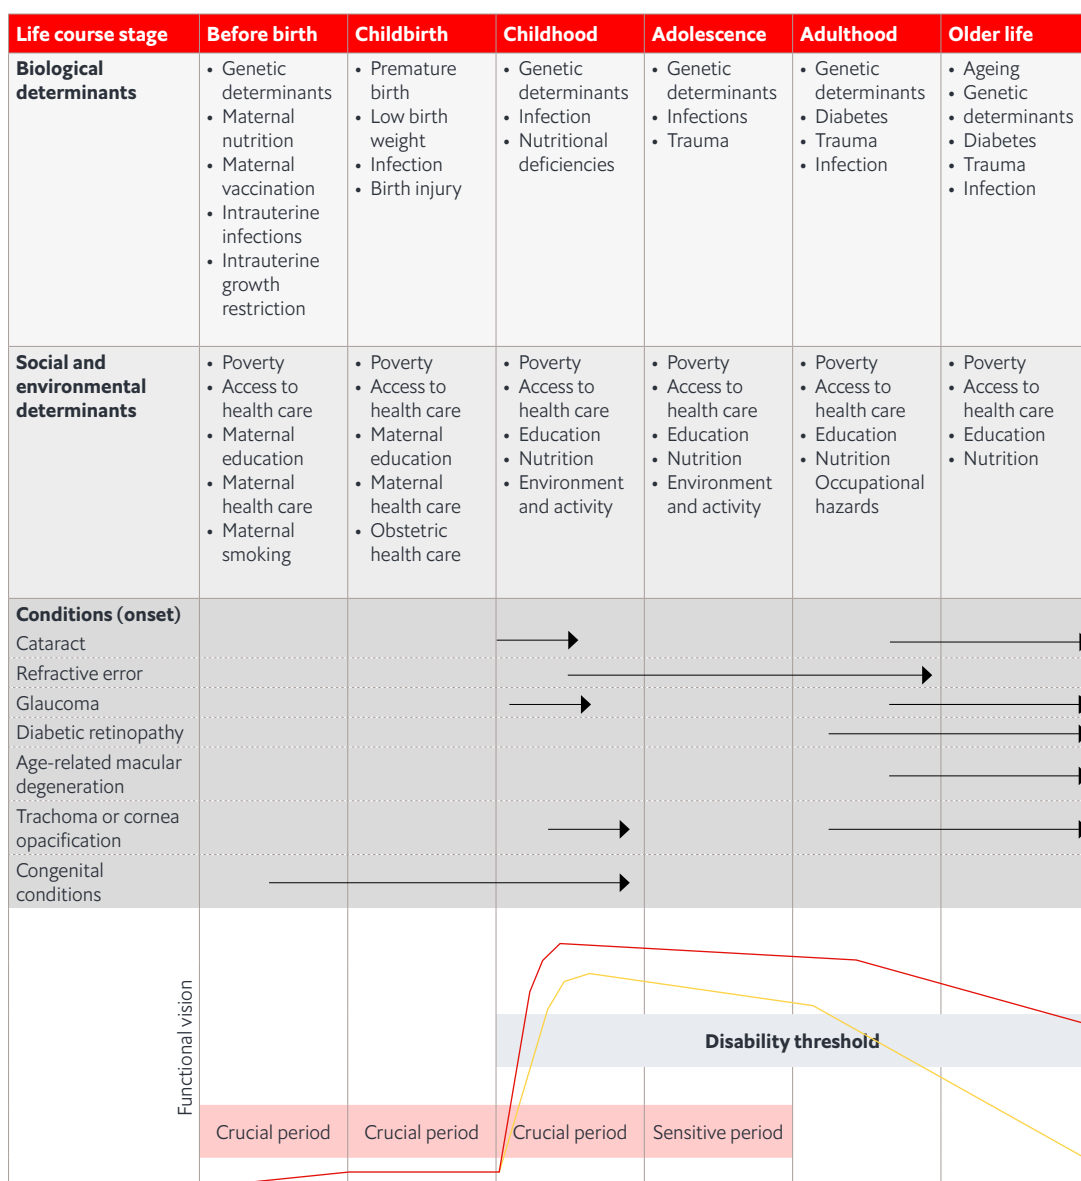 Life course stage Before birth Childbirth Childhood Adolescence Adulthood Older life
Biological
determinants
• Genetic
determinants
• Maternal
nutrition
• Maternal
vaccination
• Intrauterine
infections
• Intrauterine
growth
restriction
• Premature
birth
• Low birth
weight
• Infection
• Birth injury
• Genetic
determinants
• Infection
• Nutritional
deficiencies
• Genetic
determinants
• Infections
• Trauma
• Genetic
determinants
• Diabetes
• Trauma
• Infection
• Ageing
• Genetic
• determinants
• Diabetes
• Trauma
• Infection
Social and
environmental
determinants
• Poverty
• Access to
health care
• Maternal
education
• Maternal
health care
• Maternal
smoking
• Poverty
• Access to
health care
• Maternal
education
• Maternal
health care
• Obstetric
health care
• Poverty
• Access to
health care
• Education
• Nutrition
• Environment
and activity
• Poverty
• Access to
health care
• Education
• Nutrition
• Environment
and activity
• Poverty
• Access to
health care
• Education
• Nutrition
Occupational
hazards
• Poverty
• Access to
health care
• Education
• Nutrition
Conditions (onset)
Cataract
Refractive error
Glaucoma
Diabetic retinopathy
Age-related macular
degeneration
Trachoma or cornea
opacification
Congenital
conditions
Functional vision
Disability threshold
Crucial period Crucial period Crucial period Sensitive period